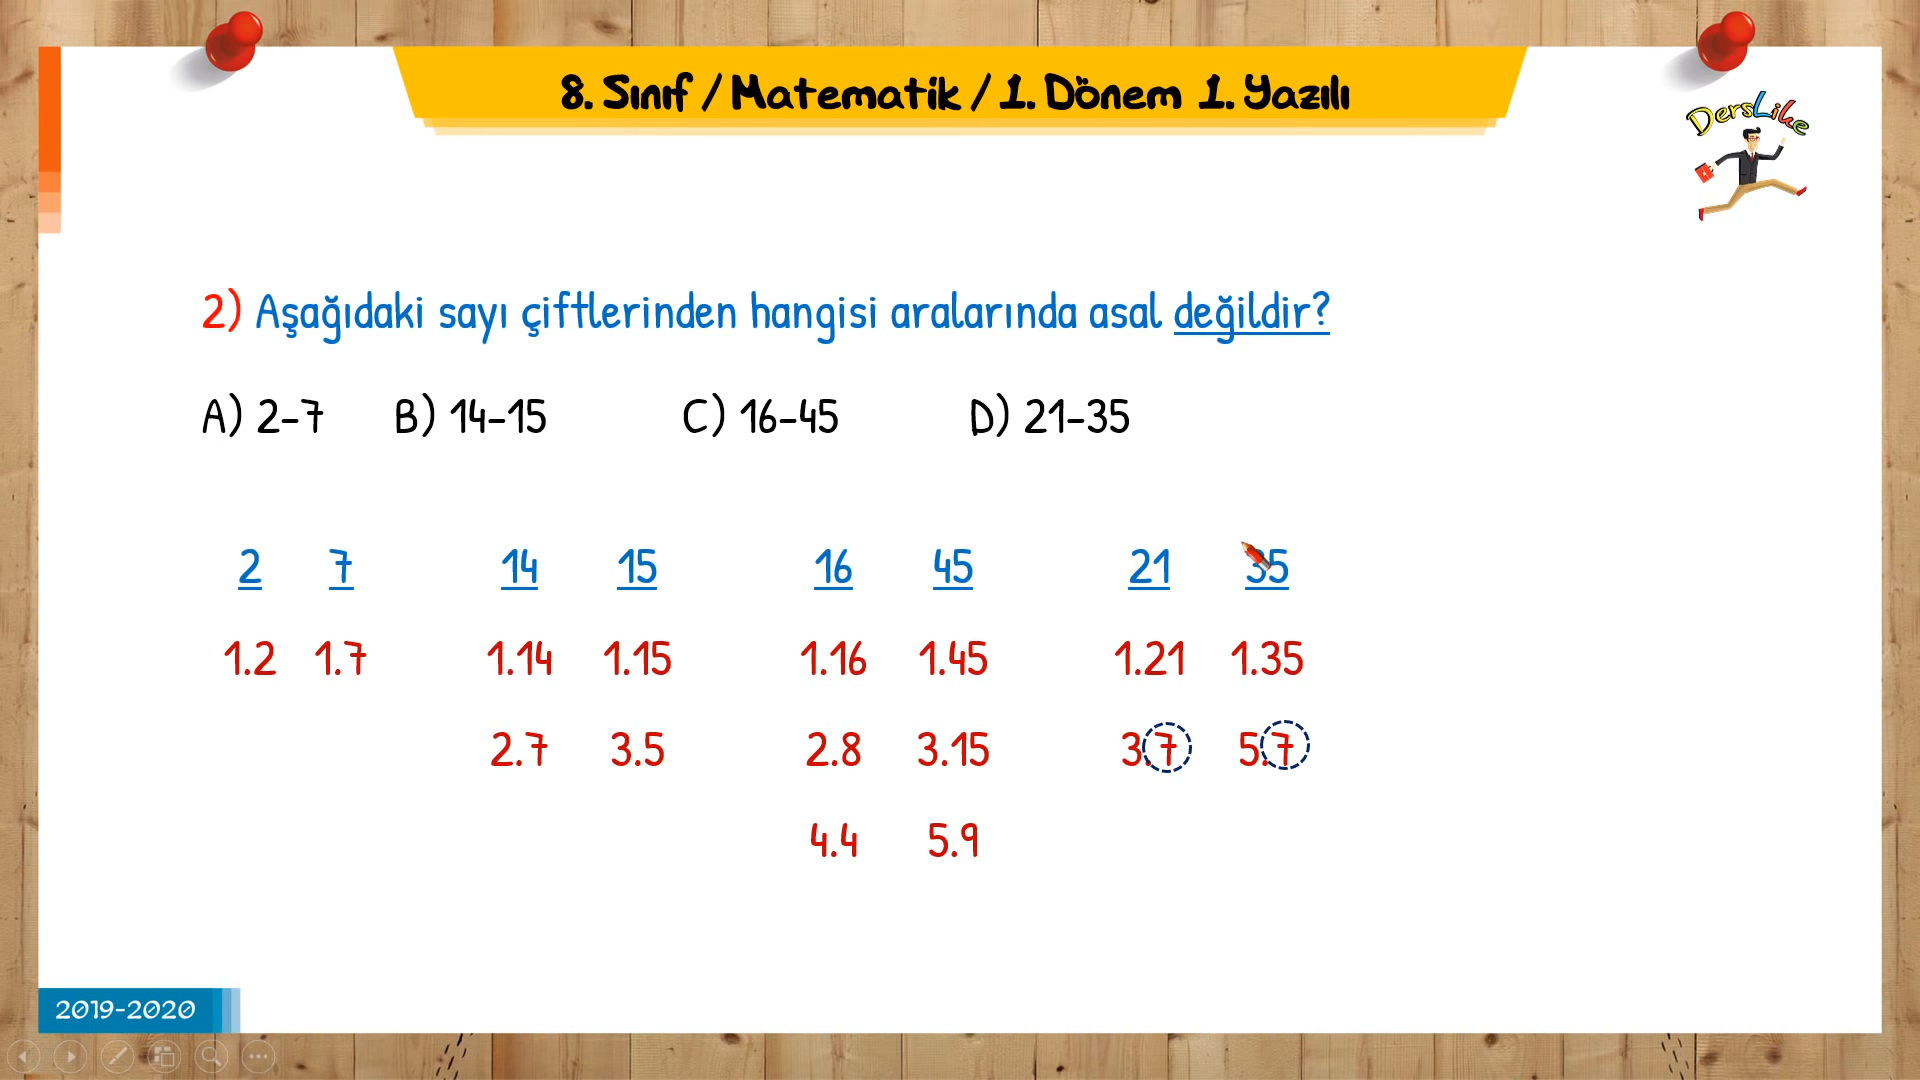 8. Sınıf / Matematik / 1. Dönem 1. Yazılı
DersLike
2) Aşağıdaki sayı çiftlerinden hangisi aralarında asal değildir?
A) 2-7 B) 14-15 C) 16-45 D) 21-35
2 7 14 15 16 45 21 35
1.2 1.7 1.14 1.15 1.16 1.45 1.21 1.35
2.7 3.5 2.8 3.15 3.7 5.7
4.4 5.9
2019-2020